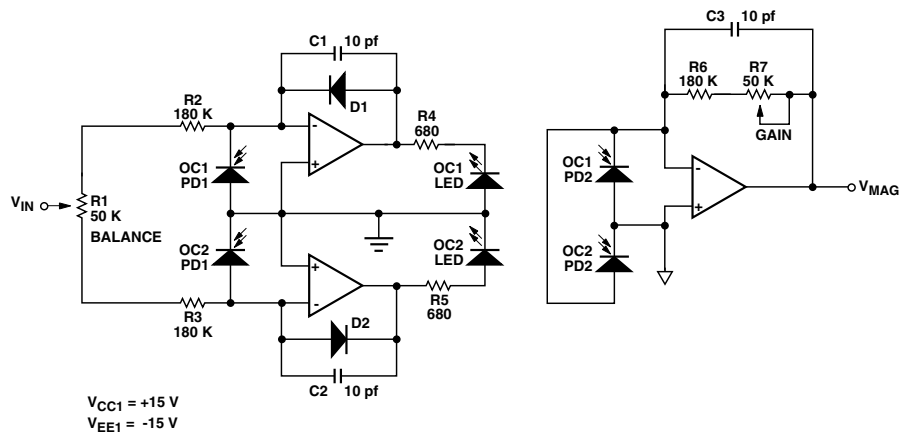 C1
10 pf
D1
R2
180 K
R4
680
OC1
PD1
OC1
LED
VIN
R1
50 K
BALANCE
OC2
PD1
OC2
LED
R3
180 K
R5
680
D2
C2
10 pf
-
+
+
-
VCC1 = +15 V
VEE1 = -15 V
C3
10 pf
R6
180 K
R7
50 K
GAIN
OC1
PD2
OC2
PD2
-
+
VMAG